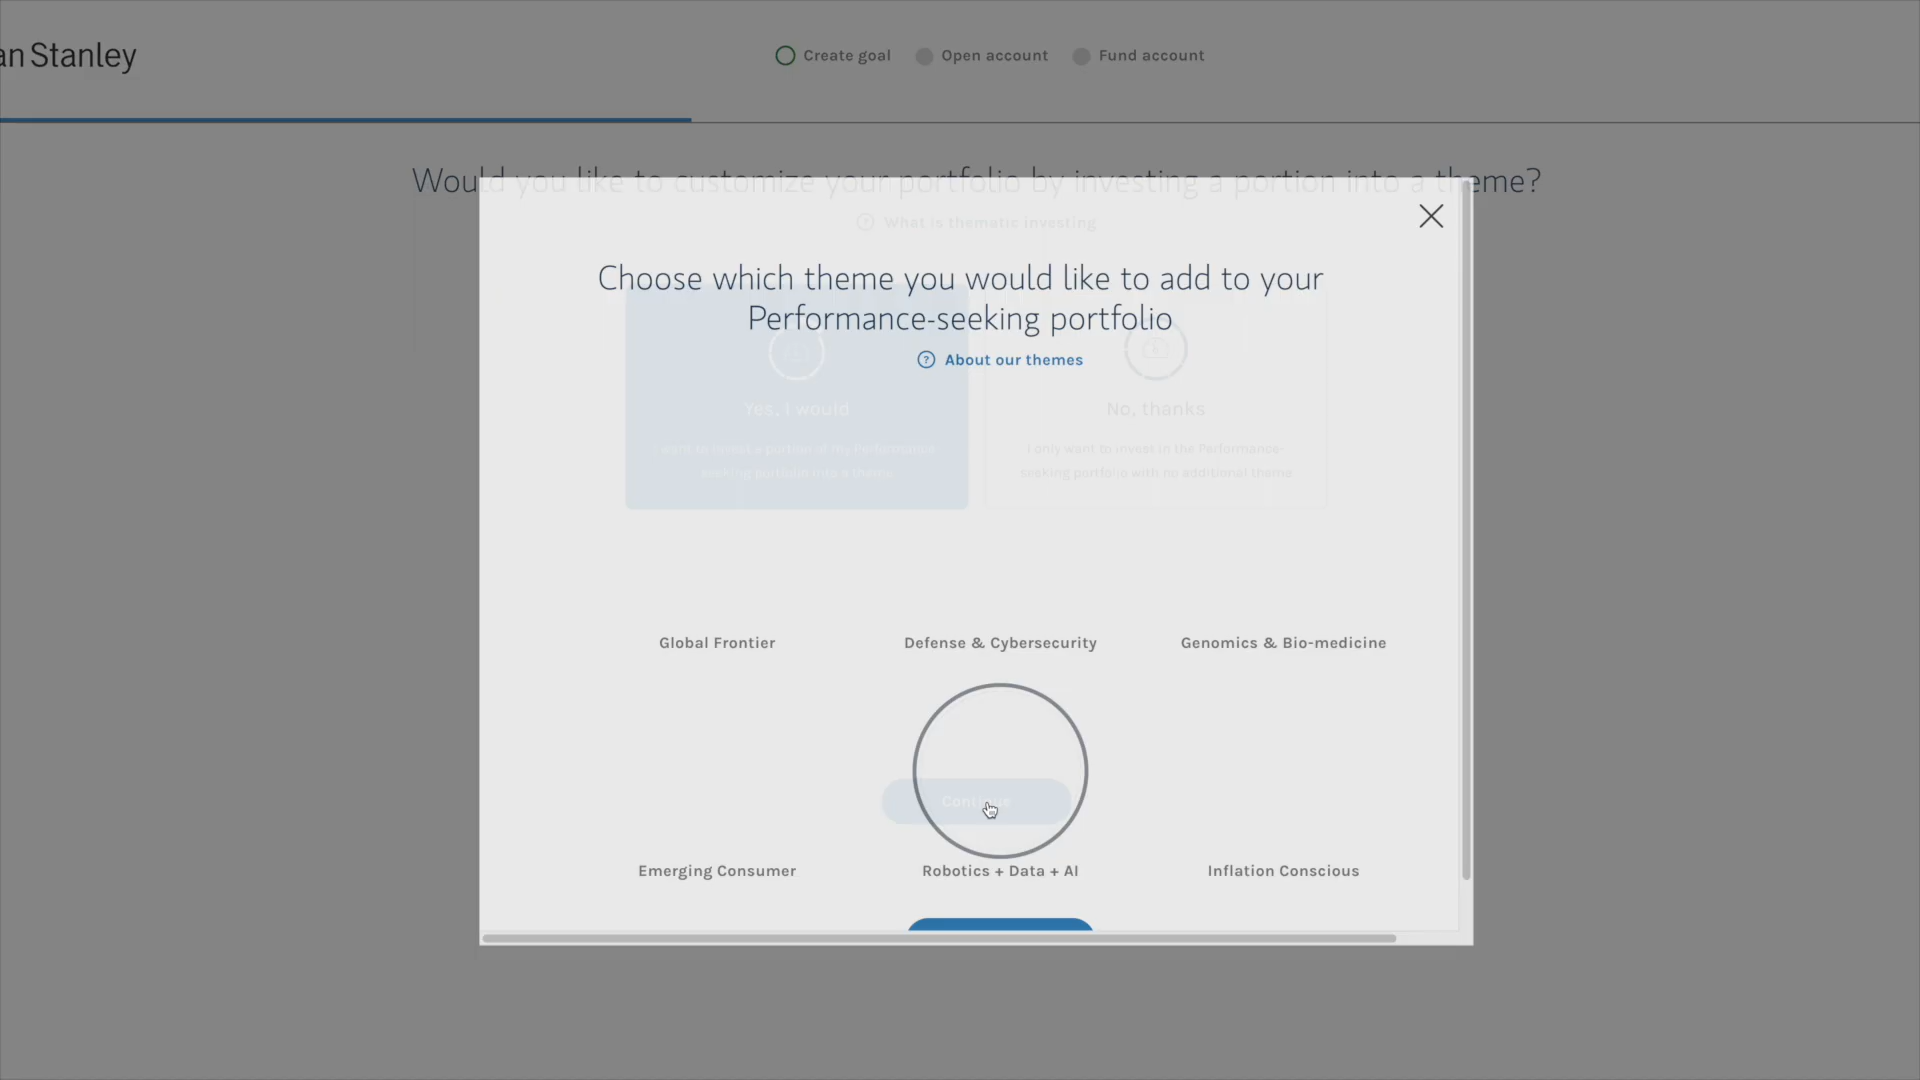 an Stanley
Create goal
Open account
Fund account
Would you like to customize your portfolio by investing a portion into a theme?
What is thematic investing
Choose which theme you would like to add to your
Performance-seeking portfolio
About our themes
Yes, I would
No, thanks
I want to invest a portion of my Performance-
seeking portfolio into a theme
I only want to invest in the Performance-
seeking portfolio with no additional theme
Global Frontier
Defense & Cybersecurity
Genomics & Bio-medicine
Continue
Emerging Consumer
Robotics + Data + AI
Inflation Conscious